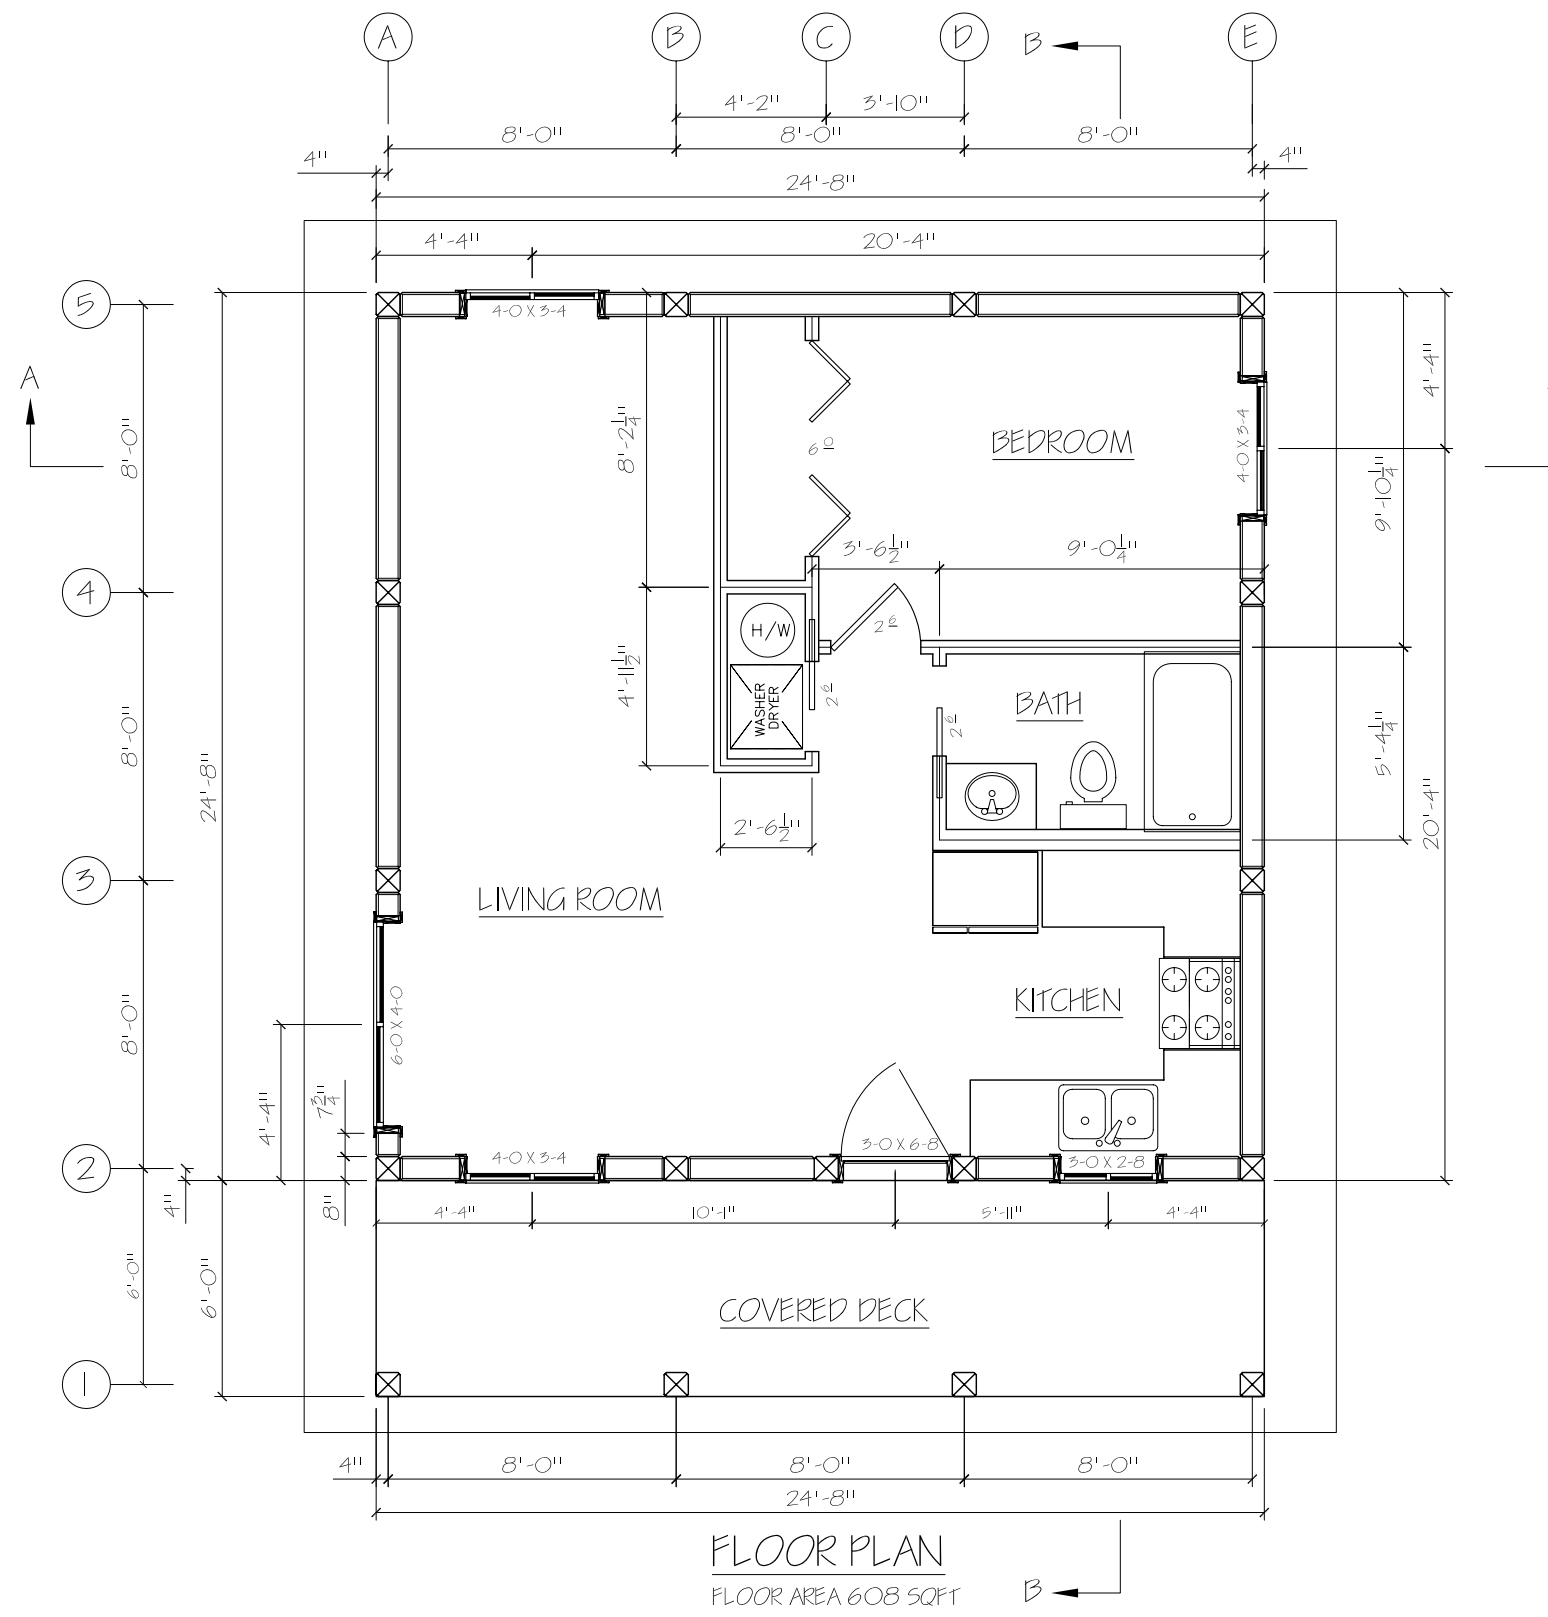 A B C D B E
4'-2" 3'-10"
8'-0" 8'-0" 8'-0"
4" 4"
24'-8"
4'-4" 20'-4"
5
4-0 X 3-4
A
4'-4"
8'-0"
8'-2 1/4"
6 0
BEDROOM
4-0 X 3-4
9'-10 1/4"
3'-6 1/2" 9'-0 1/4"
4
H/W
2 6
4'-11 1/2"
WASHER
DRYER
2 6
2 6
BATH
8'-0"
24'-8"
5'-4 1/4"
20'-4"
2'-6 1/2"
3
LIVING ROOM
KITCHEN
6-0 X 4-0
8'-0"
4'-4"
7 3/4"
2
4-0 X 3-4
3-0 X 6-8
3-0 X 2-8
4"
8"
4'-4" 10'-1" 5'-11" 4'-4"
6'-0"
6'-0"
COVERED DECK
1
4" 8'-0" 8'-0" 8'-0"
24'-8"
FLOOR PLAN
FLOOR AREA 608 SQFT
B